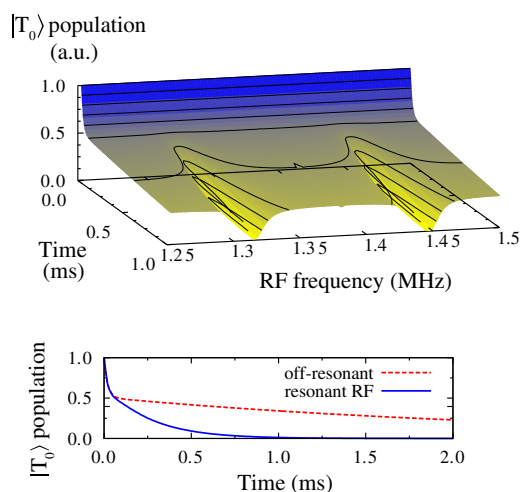 |T₀⟩ population
(a.u.)
1.0
0.5
0.0
0.0
0.5
1.0
Time
(ms)
1.25
1.3
1.35
1.4
1.45
1.5
RF frequency (MHz)
|T₀⟩ population
1.0
0.5
0.0
off-resonant
resonant RF
0.0 0.5 1.0 1.5 2.0
Time (ms)